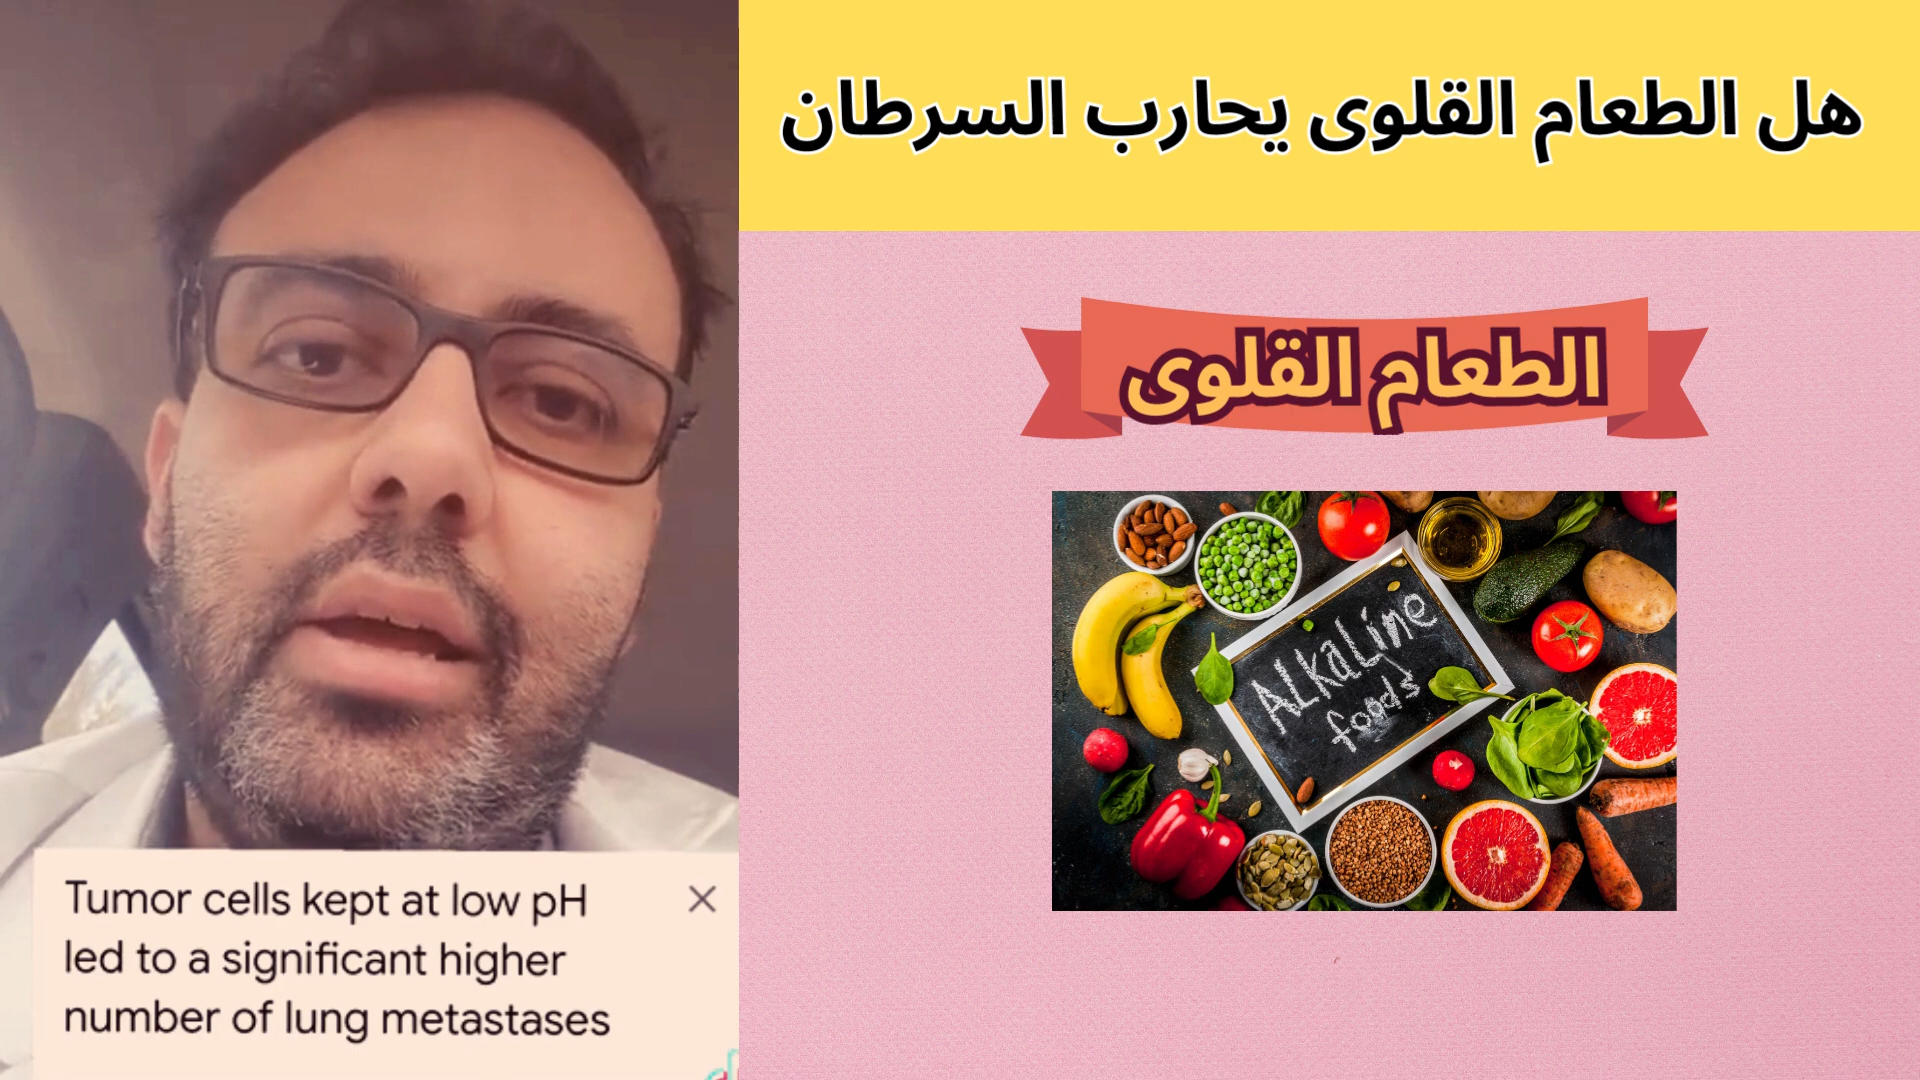 هل الطعام القلوى يحارب السرطان
الطعام القلوى
ALKaLine
foods
Tumor cells kept at low pH
led to a significant higher
number of lung metastases